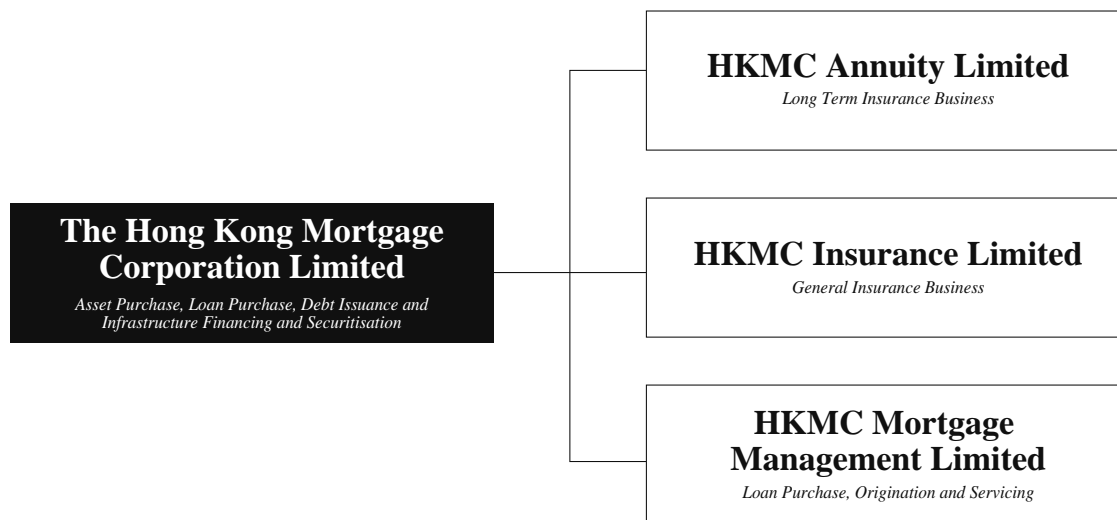 HKMC Annuity Limited
Long Term Insurance Business
The Hong Kong Mortgage
Corporation Limited
Asset Purchase, Loan Purchase, Debt Issuance and
Infrastructure Financing and Securitisation
HKMC Insurance Limited
General Insurance Business
HKMC Mortgage
Management Limited
Loan Purchase, Origination and Servicing